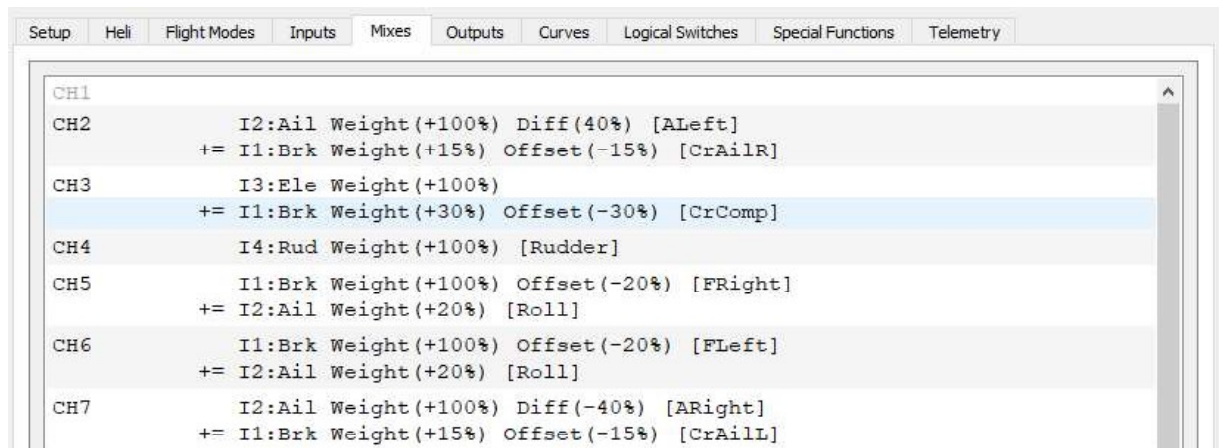 Setup Heli Flight Modes Inputs Mixes Outputs Curves Logical Switches Special Functions Telemetry
CH1
CH2 I2:Ail Weight(+100%) Diff(40%) [ALeft]
+= I1:Brk Weight(+15%) Offset(-15%) [CrAilR]
CH3 I3:Ele Weight(+100%)
+= I1:Brk Weight(+30%) Offset(-30%) [CrComp]
CH4 I4:Rud Weight(+100%) [Rudder]
CH5 I1:Brk Weight(+100%) Offset(-20%) [FRight]
+= I2:Ail Weight(+20%) [Roll]
CH6 I1:Brk Weight(+100%) Offset(-20%) [FLeft]
+= I2:Ail Weight(+20%) [Roll]
CH7 I2:Ail Weight(+100%) Diff(-40%) [ARight]
+= I1:Brk Weight(+15%) Offset(-15%) [CrAilL]